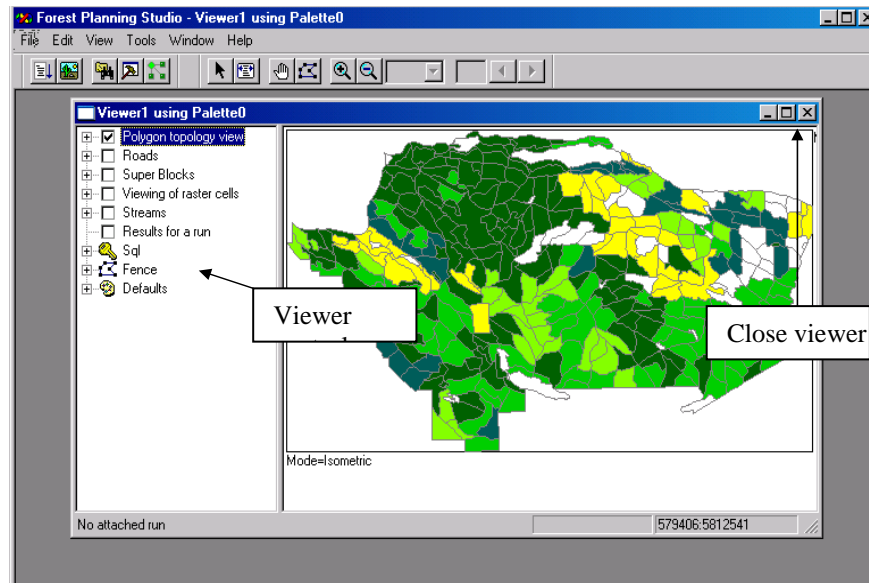 Forest Planning Studio - Viewer1 using Palette0
File Edit View Tools Window Help
Viewer1 using Palette0
Polygon topology view
Roads
Super Blocks
Viewing of raster cells
Streams
Results for a run
Sql
Fence
Defaults
Viewer
Close viewer
Mode=Isometric
No attached run
579406:5812541